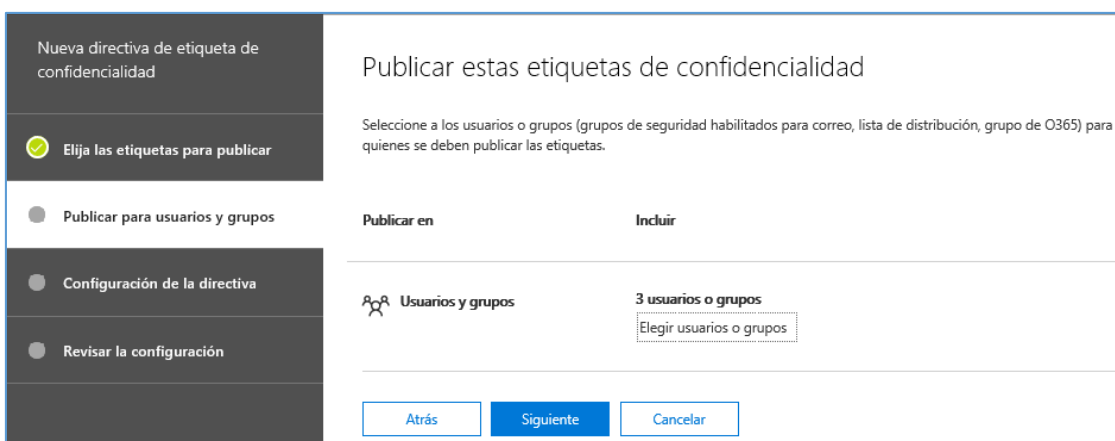 Nueva directiva de etiqueta de
confidencialidad
Elija las etiquetas para publicar
Publicar para usuarios y grupos
Configuración de la directiva
Revisar la configuración
Publicar estas etiquetas de confidencialidad
Seleccione a los usuarios o grupos (grupos de seguridad habilitados para correo, lista de distribución, grupo de O365) para
quienes se deben publicar las etiquetas.
Publicar en Incluir
Usuarios y grupos 3 usuarios o grupos
Elegir usuarios o grupos
Atrás Siguiente Cancelar